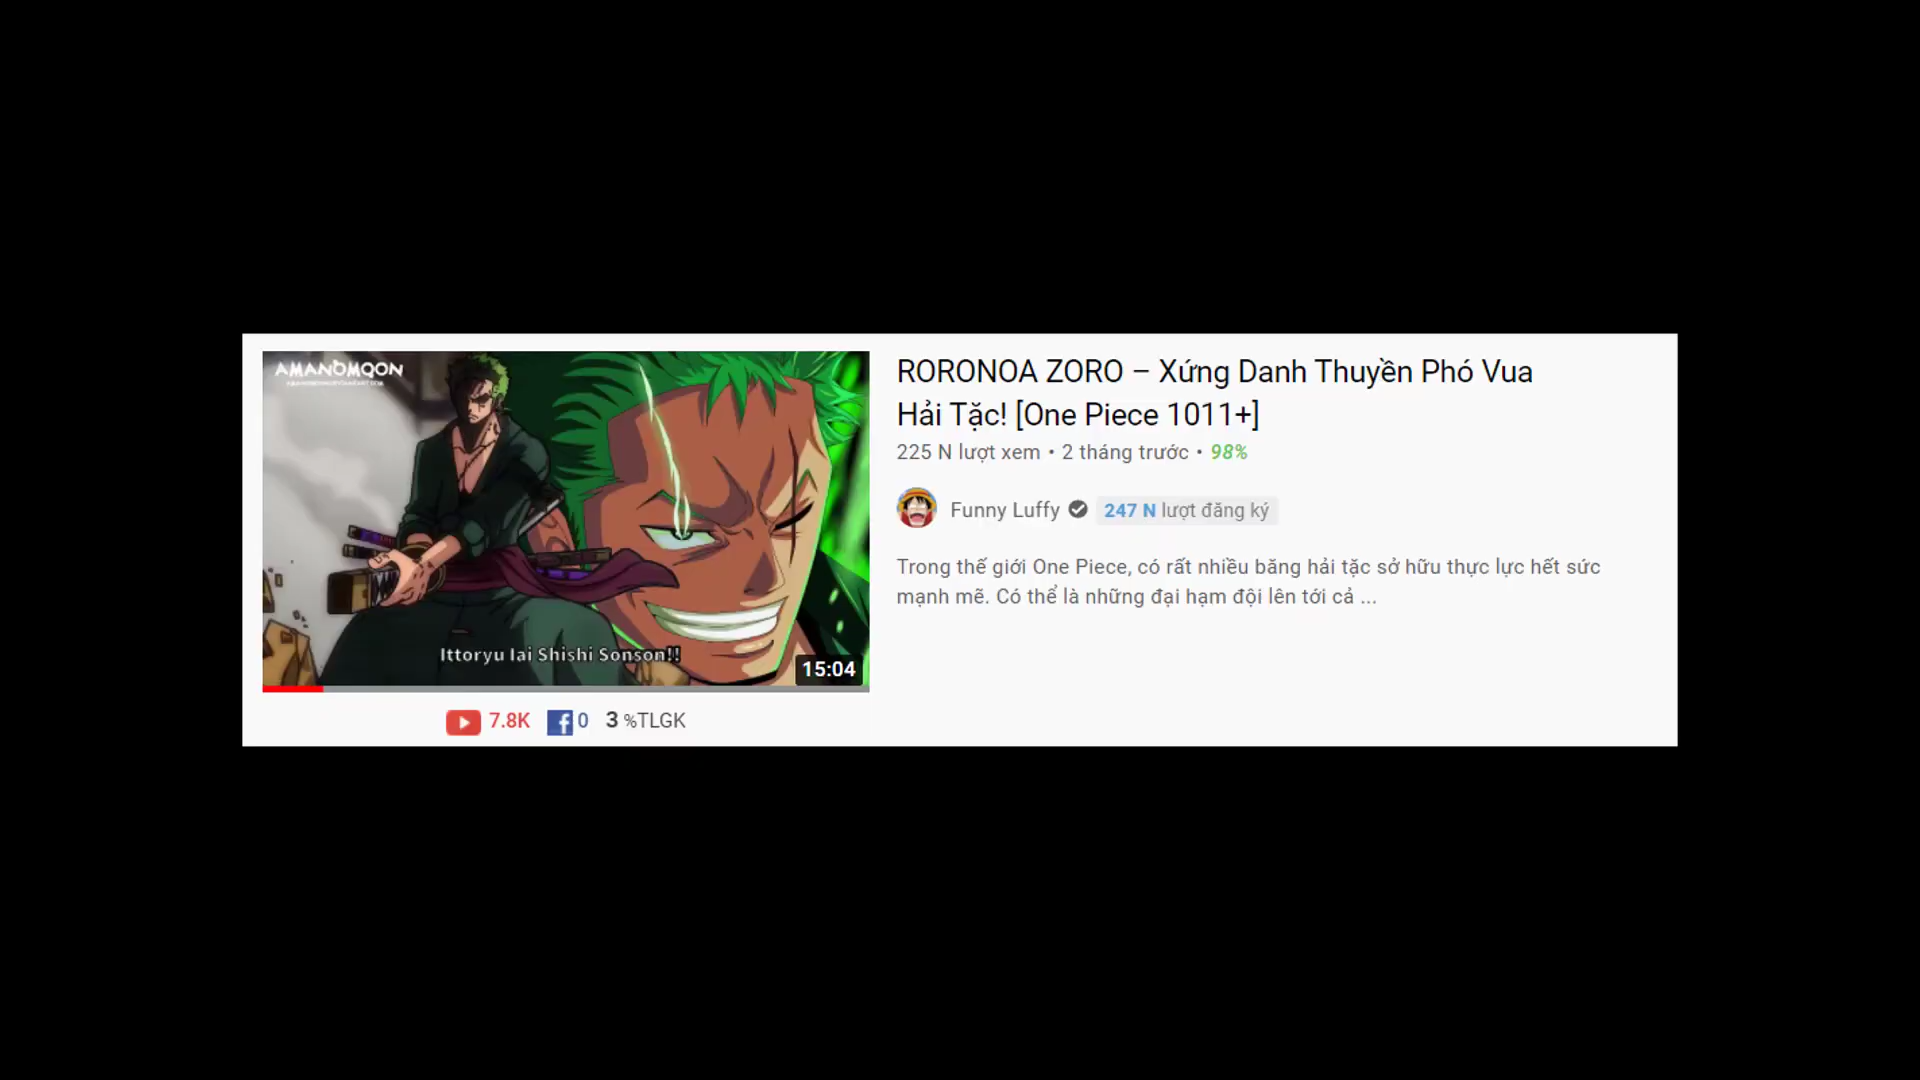 AMANOMOON
Ittoryu Iai Shishi Sonson!!
15:04
7.8K 0 3 %TLGK
RORONOA ZORO – Xứng Danh Thuyền Phó Vua
Hải Tặc! [One Piece 1011+]
225 N lượt xem • 2 tháng trước • 98%
Funny Luffy 247 N lượt đăng ký
Trong thế giới One Piece, có rất nhiều băng hải tặc sở hữu thực lực hết sức
mạnh mẽ. Có thể là những đại hạm đội lên tới cả ...